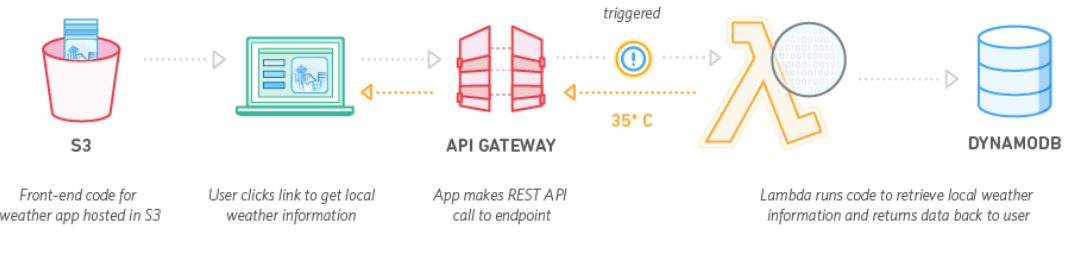 triggered
35° C
S3
API GATEWAY
DYNAMODB
Front-end code for
weather app hosted in S3
User clicks link to get local
weather information
App makes REST API
call to endpoint
Lambda runs code to retrieve local weather
information and returns data back to user